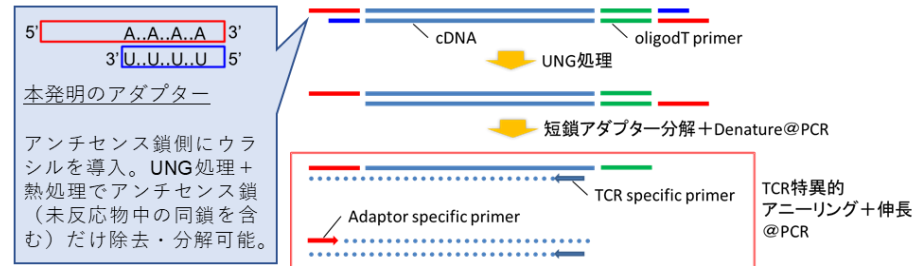 5’ A..A..A..A 3’
3’ U..U..U..U 5’
本発明のアダプター
アンチセンス鎖側にウラ
シルを導入。UNG処理＋
熱処理でアンチセンス鎖
（未反応物中の同鎖を含
む）だけ除去・分解可能。
cDNA
oligodT primer
UNG処理
短鎖アダプター分解＋Denature@PCR
TCR specific primer
Adaptor specific primer
TCR特異的
アニーリング＋伸長
@PCR